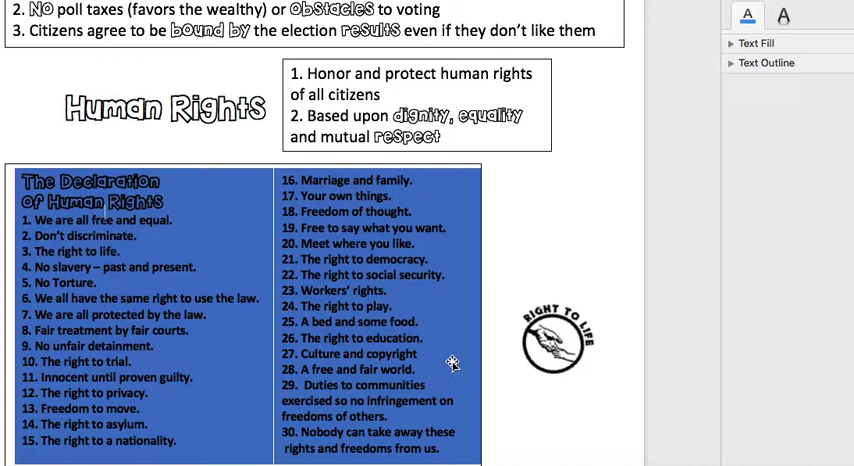 2. No poll taxes (favors the wealthy) or obstacles to voting
3. Citizens agree to be bound by the election results even if they don't like them
Human Rights
1. Honor and protect human rights
of all citizens
2. Based upon dignity, equality
and mutual respect
The Declaration
Of Human Rights
1. We are all free and equal.
2. Don't discriminate.
3. The right to life.
4. No slavery – past and present.
5. No Torture.
6. We all have the same right to use the law.
7. We are all protected by the law.
8. Fair treatment by fair courts.
9. No unfair detainment.
10. The right to trial.
11. Innocent until proven guilty.
12. The right to privacy.
13. Freedom to move.
14. The right to asylum.
15. The right to a nationality.
16. Marriage and family.
17. Your own things.
18. Freedom of thought.
19. Free to say what you want.
20. Meet where you like.
21. The right to democracy.
22. The right to social security.
23. Workers' rights.
24. The right to play.
25. A bed and some food.
26. The right to education.
27. Culture and copyright
28. A free and fair world.
29. Duties to communities
exercised so no infringement on
freedoms of others.
30. Nobody can take away these
rights and freedoms from us.
RIGHT TO LIFE
A A
Text Fill
Text Outline